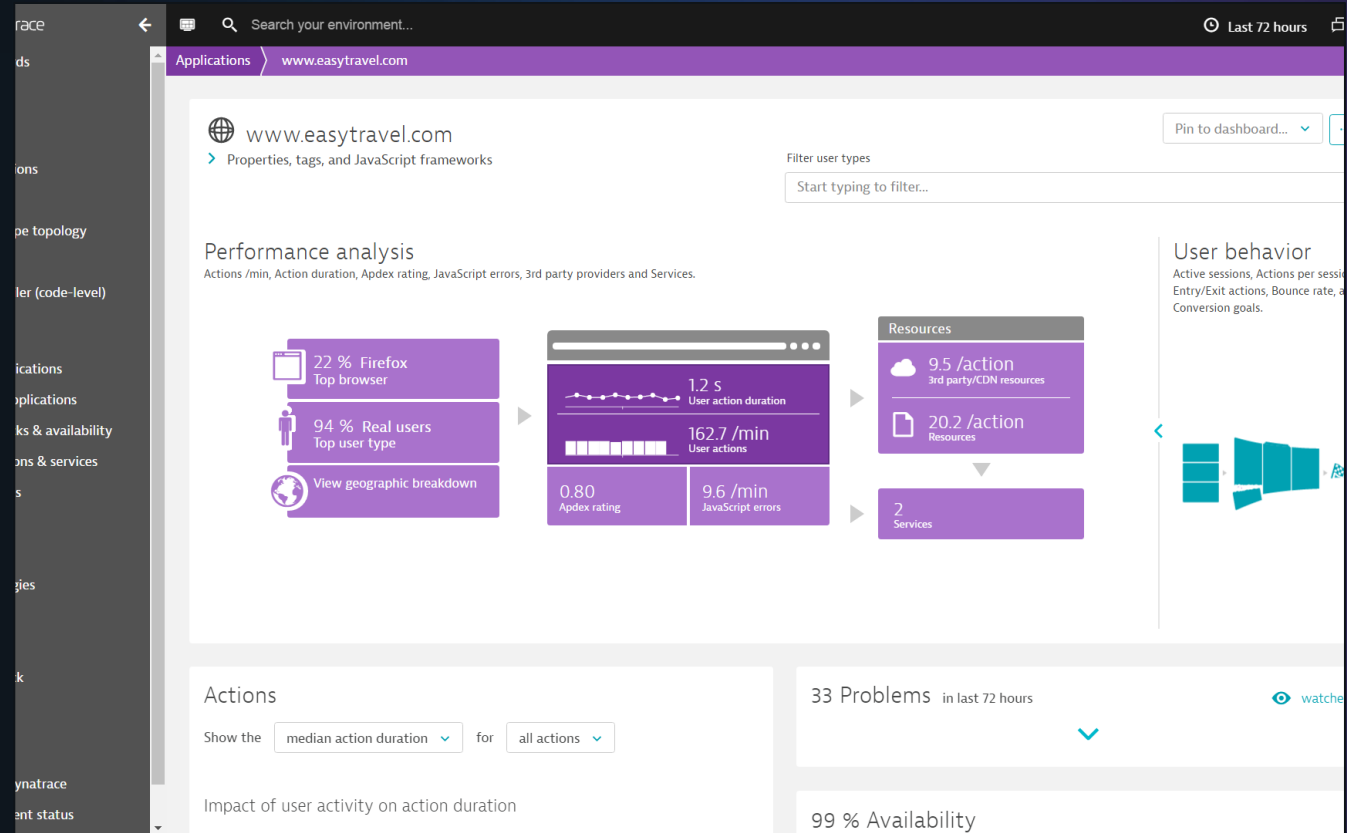 Search your environment...
Last 72 hours
Applications
www.easytravel.com
www.easytravel.com
Properties, tags, and JavaScript frameworks
Pin to dashboard...
Filter user types
Start typing to filter...
Performance analysis
Actions /min, Action duration, Apdex rating, JavaScript errors, 3rd party providers and Services.
22 % Firefox
Top browser
94 % Real users
Top user type
View geographic breakdown
1.2 s
User action duration
162.7 /min
User actions
0.80
Apdex rating
9.6 /min
JavaScript errors
Resources
9.5 /action
3rd party/CDN resources
20.2 /action
Resources
2
Services
User behavior
Active sessions, Actions per sessi
Entry/Exit actions, Bounce rate, a
Conversion goals.
Actions
Show the median action duration for all actions
Impact of user activity on action duration
33 Problems in last 72 hours
watche
99 % Availability
race
ds
ions
pe topology
ler (code-level)
ications
pplications
ks & availability
ons & services
s
gies
k
ynatrace
ent status